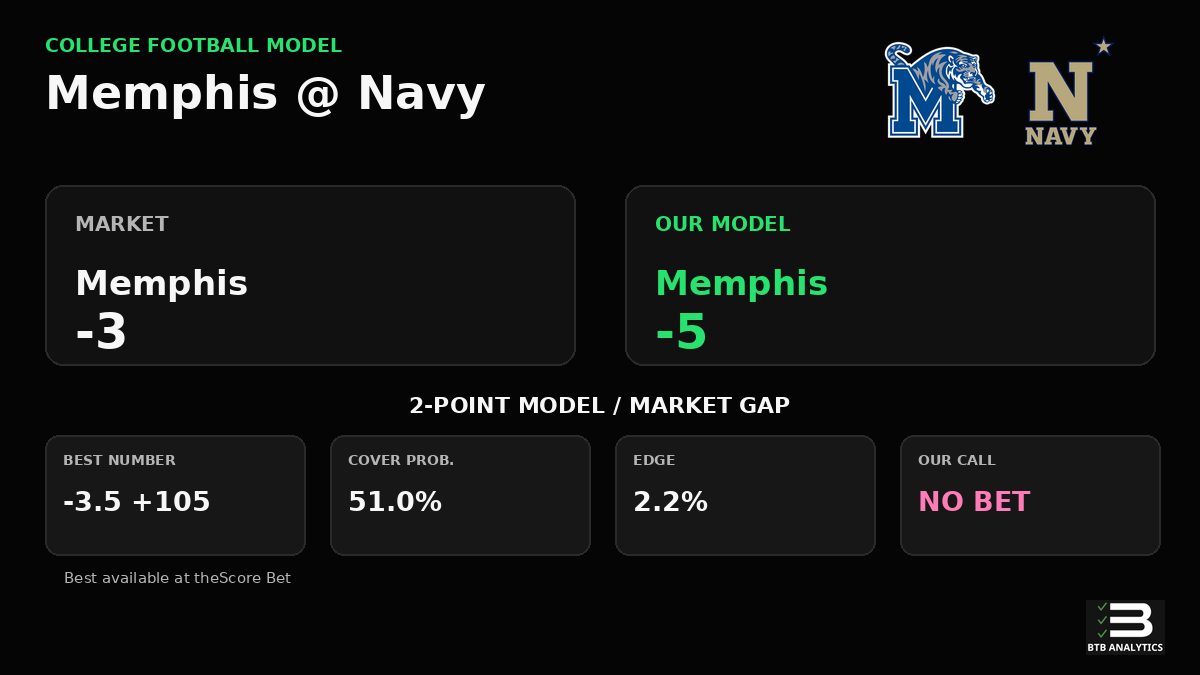 COLLEGE FOOTBALL MODEL
Memphis @ Navy
M
N
NAVY
MARKET
Memphis
-3
OUR MODEL
Memphis
-5
2-POINT MODEL / MARKET GAP
BEST NUMBER
-3.5 +105
COVER PROB.
51.0%
EDGE
2.2%
OUR CALL
NO BET
Best available at theScore Bet
B
BTB ANALYTICS